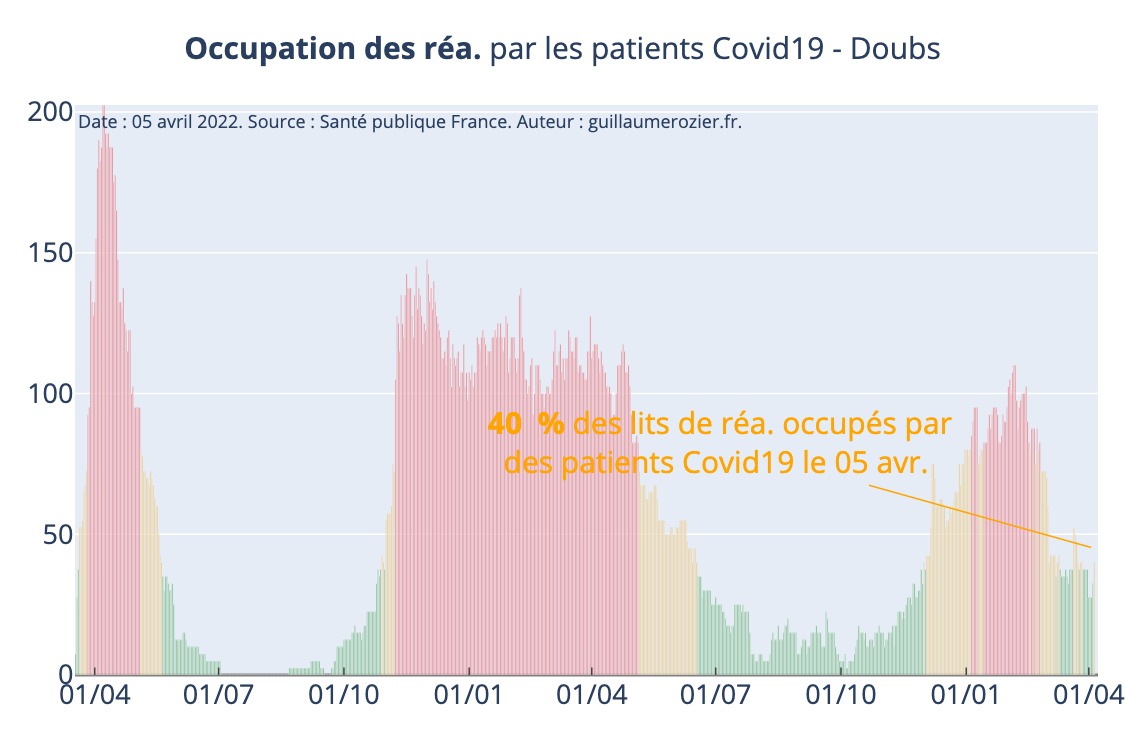 Occupation des réa. par les patients Covid19 - Doubs
200
Date : 05 avril 2022. Source : Santé publique France. Auteur : guillaumerozier.fr.
150
100
40 % des lits de réa. occupés par
des patients Covid19 le 05 avr.
50
0
01/04 01/07 01/10 01/01 01/04 01/07 01/10 01/01 01/04